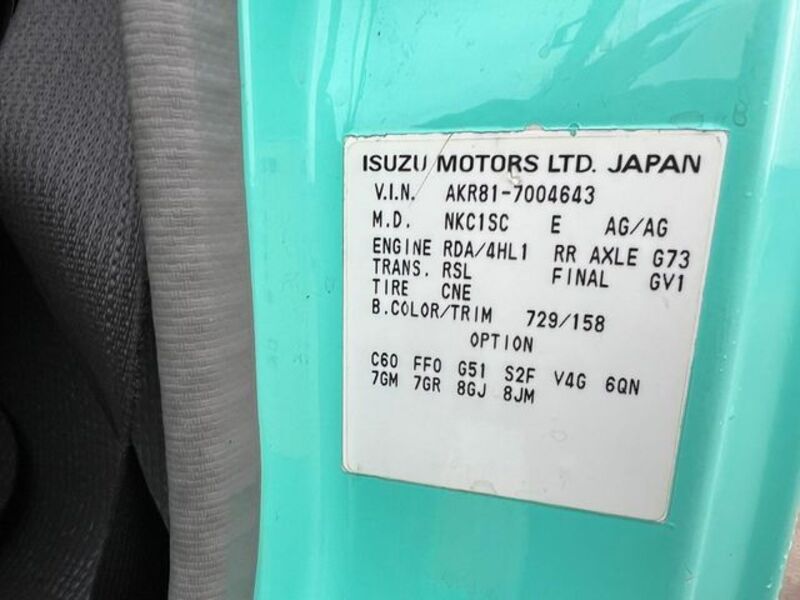 ISUZU MOTORS LTD. JAPAN
V.I.N. AKR81-7004643
M.D. NKC1SC E AG/AG
ENGINE RDA/4HL1 RR AXLE G73
TRANS. RSL FINAL GV1
TIRE CNE
B.COLOR/TRIM 729/158
OPTION
C60 FF0 G51 S2F V4G 6QN
7GM 7GR 8GJ 8JM